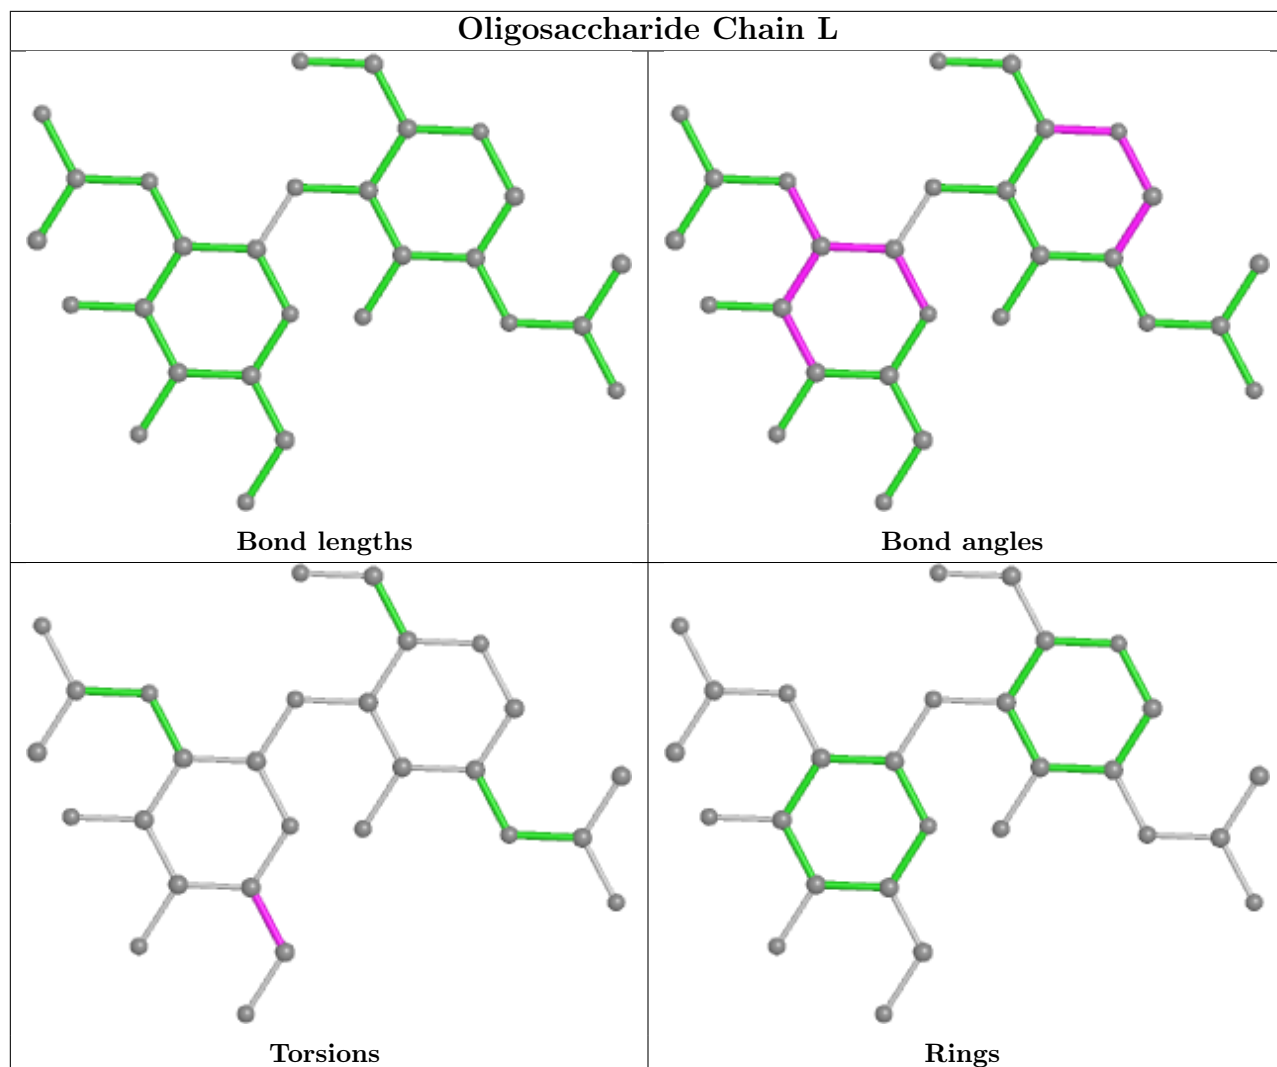 Oligosaccharide Chain L
Bond lengths
Bond angles
Torsions
Rings